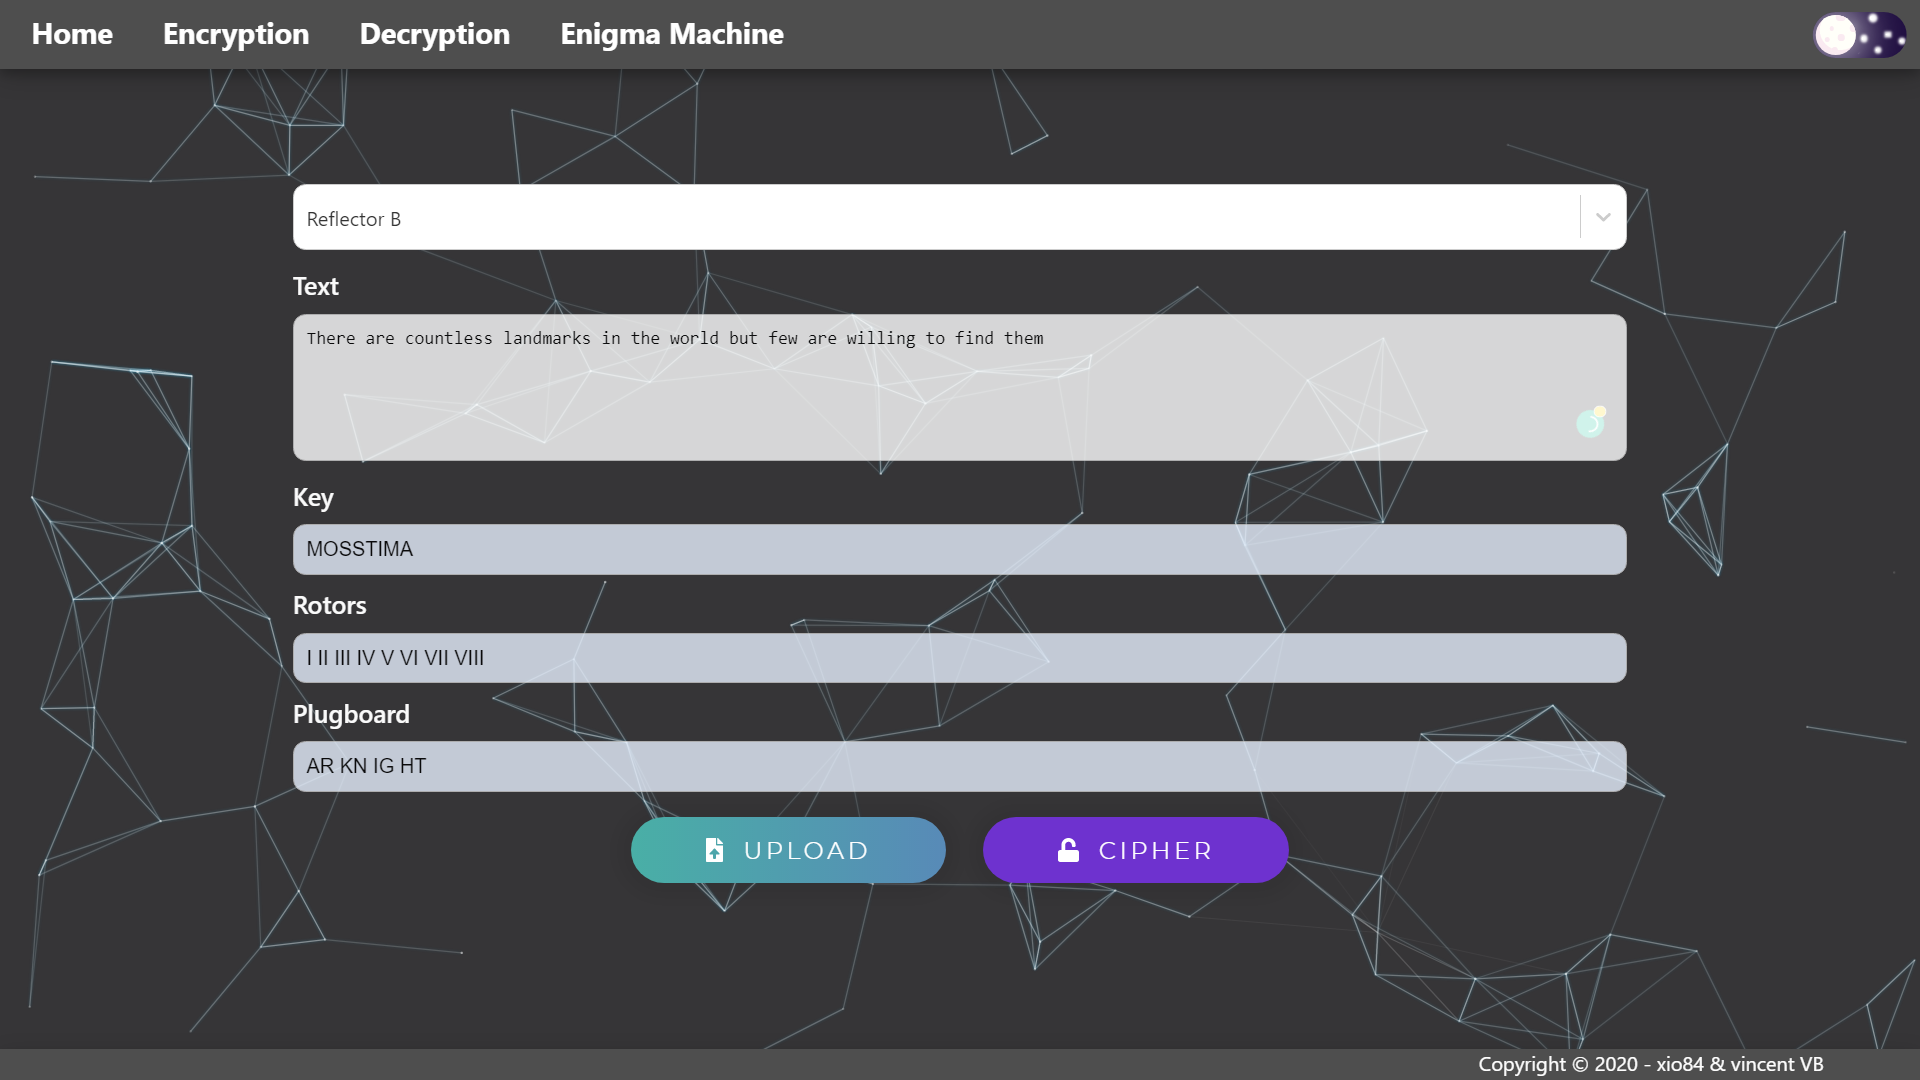 Home Encryption Decryption Enigma Machine
Reflector B
Text
There are countless landmarks in the world but few are willing to find them
Key
MOSSTIMA
Rotors
I II III IV V VI VII VIII
Plugboard
AR KN IG HT
UPLOAD CIPHER
Copyright © 2020 - xio84 & vincent VB